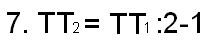 7. TT₂ = TT₁ :2-1